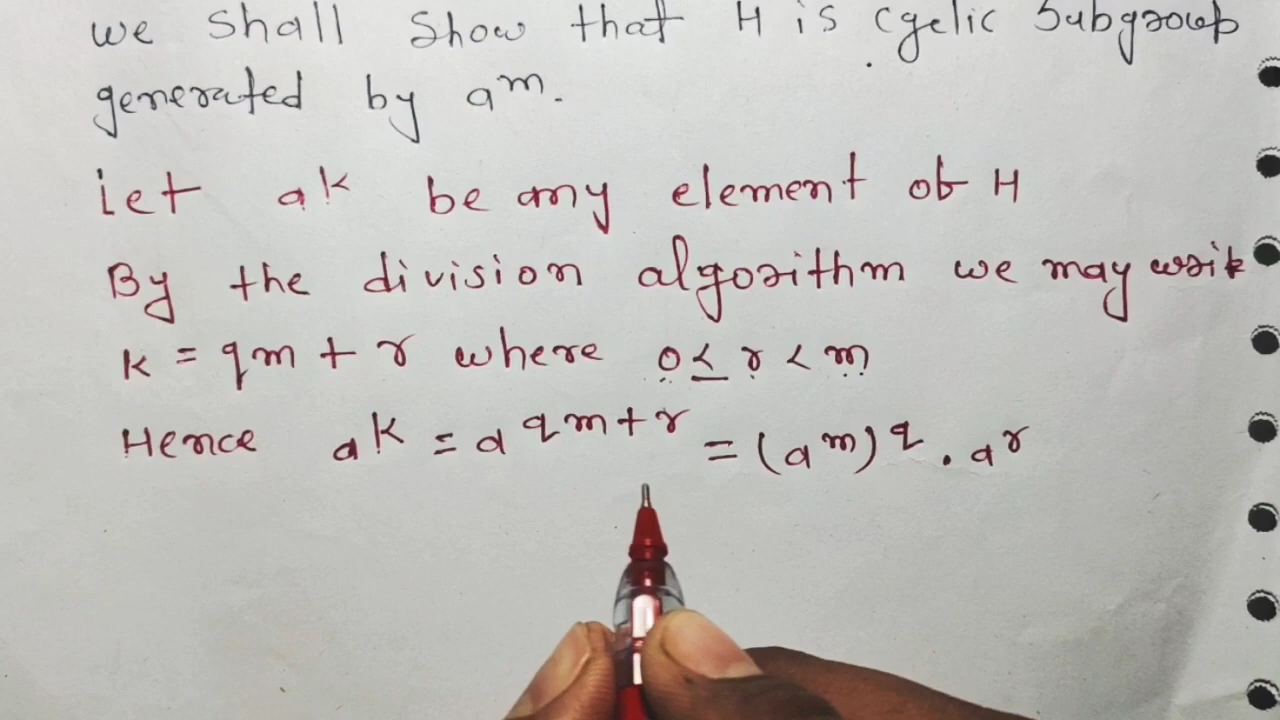 we shall show that H is cyclic subgroup
generated by a^m.
Let a^k be any element of H
By the division algorithm we may write
k = qm + r where 0 ≤ r < m
Hence a^k = a^{qm+r} = (a^m)^q . a^r